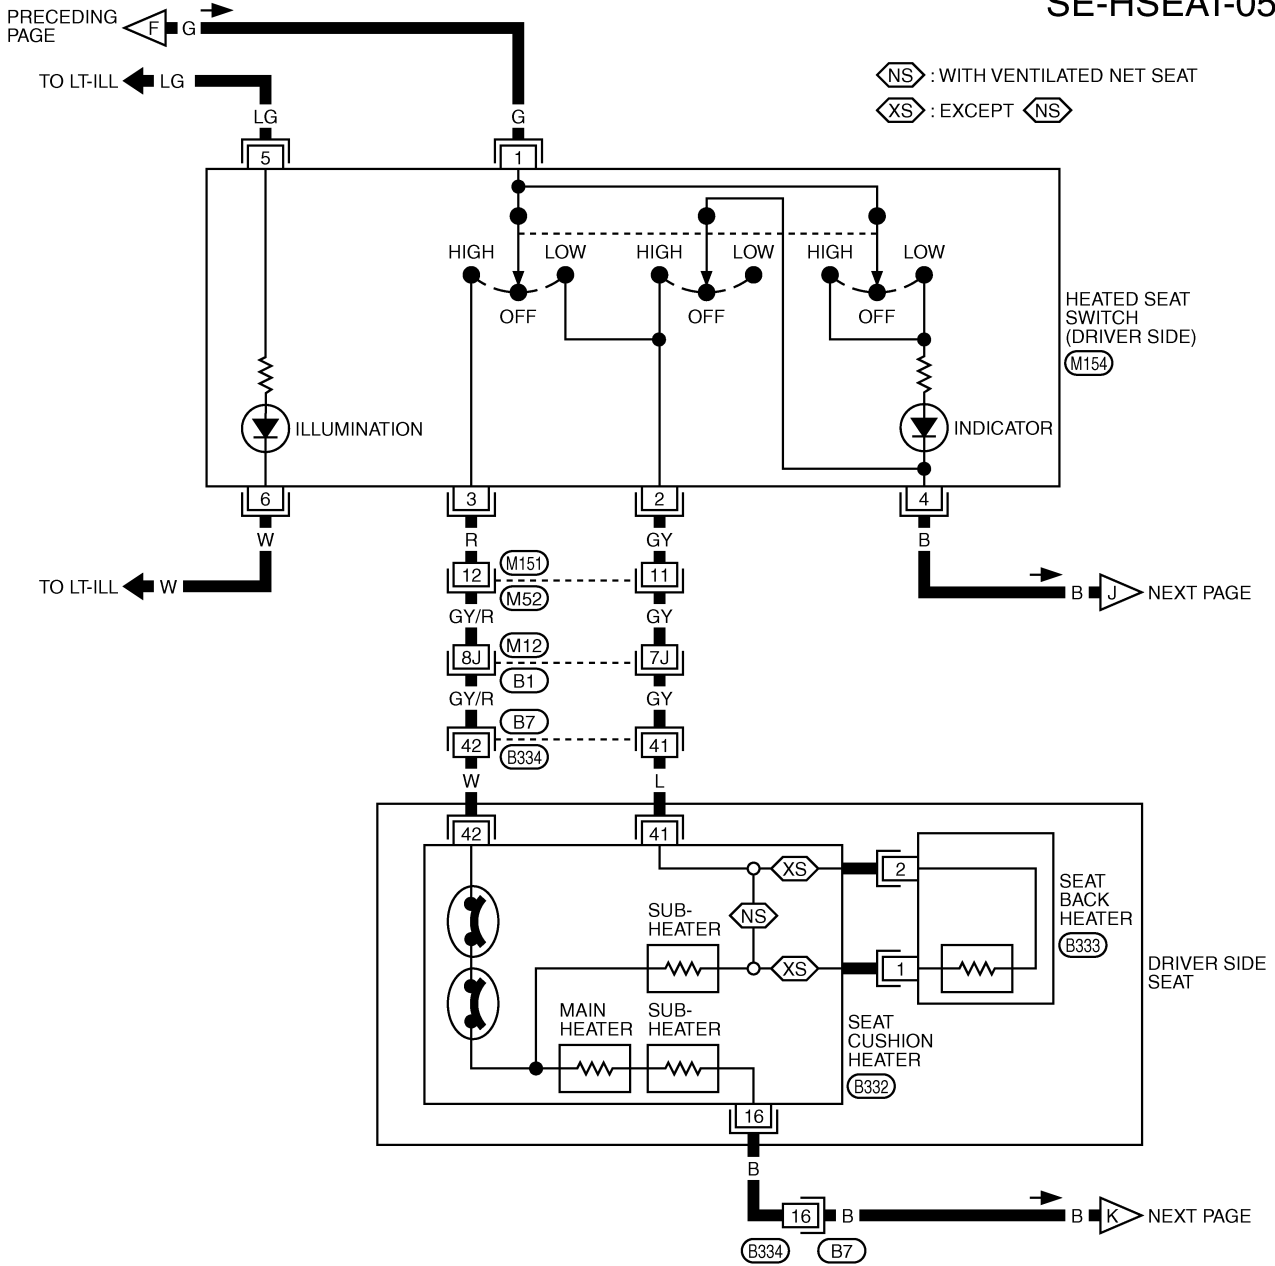 SE-HSEAT-05
PRECEDING
PAGE
F
G
TO LT-ILL
LG
NS : WITH VENTILATED NET SEAT
XS : EXCEPT NS
LG
G
5
1
HIGH
LOW
HIGH
LOW
HIGH
LOW
OFF
OFF
OFF
HEATED SEAT
SWITCH
(DRIVER SIDE)
M154
ILLUMINATION
INDICATOR
6
3
2
4
W
R
GY
B
M151
12
11
M52
TO LT-ILL
W
B
J
NEXT PAGE
GY/R
GY
M12
8J
7J
B1
GY/R
GY
B7
42
41
B334
W
L
42
41
XS
2
SEAT
BACK
HEATER
B333
SUB-
HEATER
NS
XS
1
DRIVER SIDE
SEAT
MAIN
HEATER
SUB-
HEATER
SEAT
CUSHION
HEATER
B332
16
B
16
B
B
K
NEXT PAGE
B334
B7